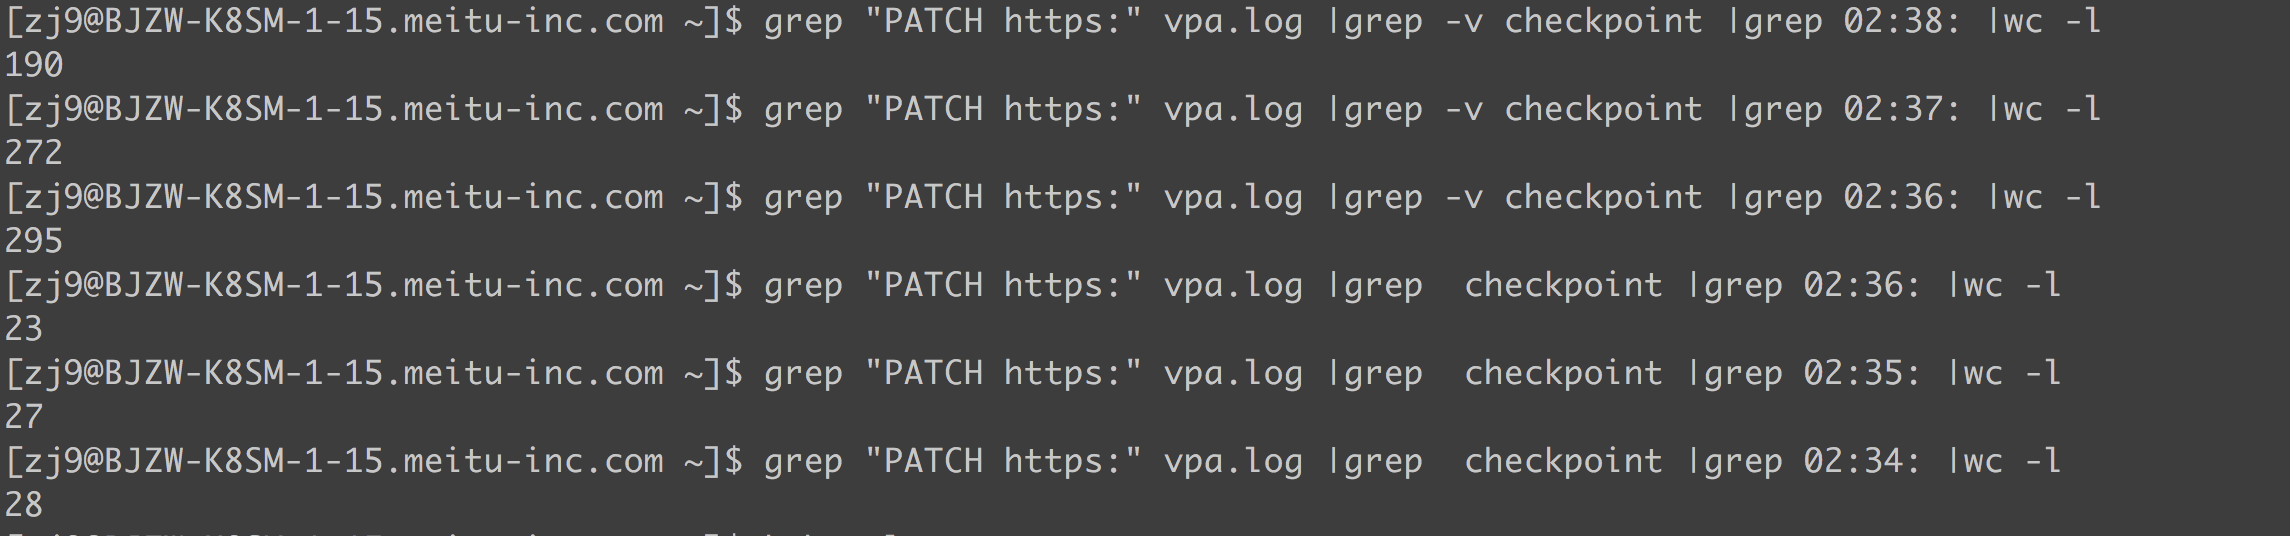 [zj9@BJZW-K8SM-1-15.meitu-inc.com ~]$ grep "PATCH https:" vpa.log |grep -v checkpoint |grep 02:38: |wc -l
190
[zj9@BJZW-K8SM-1-15.meitu-inc.com ~]$ grep "PATCH https:" vpa.log |grep -v checkpoint |grep 02:37: |wc -l
272
[zj9@BJZW-K8SM-1-15.meitu-inc.com ~]$ grep "PATCH https:" vpa.log |grep -v checkpoint |grep 02:36: |wc -l
295
[zj9@BJZW-K8SM-1-15.meitu-inc.com ~]$ grep "PATCH https:" vpa.log |grep  checkpoint |grep 02:36: |wc -l
23
[zj9@BJZW-K8SM-1-15.meitu-inc.com ~]$ grep "PATCH https:" vpa.log |grep  checkpoint |grep 02:35: |wc -l
27
[zj9@BJZW-K8SM-1-15.meitu-inc.com ~]$ grep "PATCH https:" vpa.log |grep  checkpoint |grep 02:34: |wc -l
28